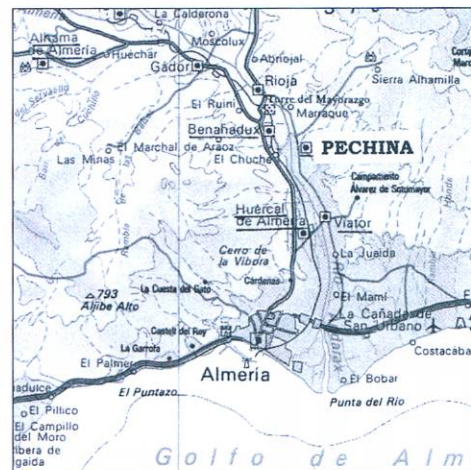 La Calderona
Moscolux
Alhama
de Almería
Huechar
Gádor
Abriojal
Rioja
Sierra Alhamilla
El Ruini
Torre del Mayorazgo
Marraque
Benahadux
PECHINA
Las Minas
El Marchal de Araoz
El Chuche
Campamento
Álvarez de Sotomayor
Huércal
de Almería
Viator
Cerro de
la Vibora
La Juaida
Cárdenas
793
Aljibe Alto
La Cuesta del Gato
El Mamí
La Cañada de
San Urbano
Castell del Rey
La Garrofa
El Palmer
Costacaba
Almería
El Bobar
El Puntazo
Punta del Río
adulce
El Pillico
El Campillo
del Moro
Golfo de Alm